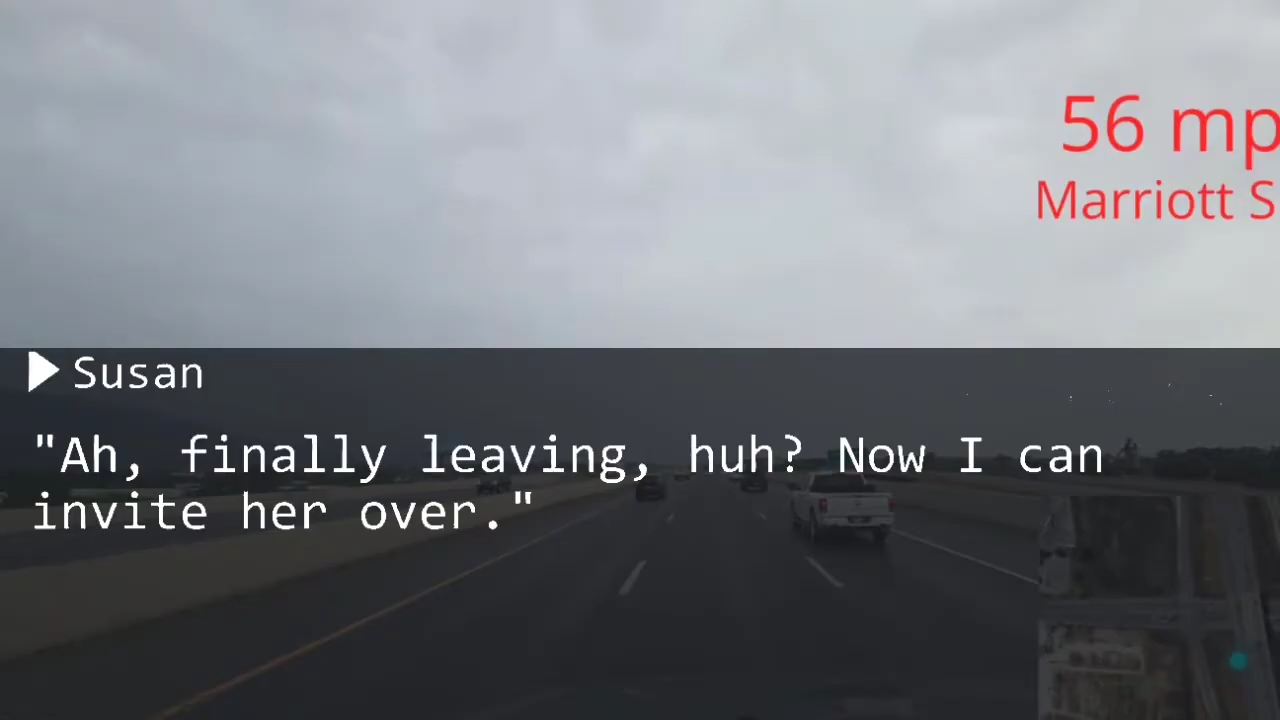 56 mp
Marriott S
Susan
"Ah, finally leaving, huh? Now I can
invite her over."